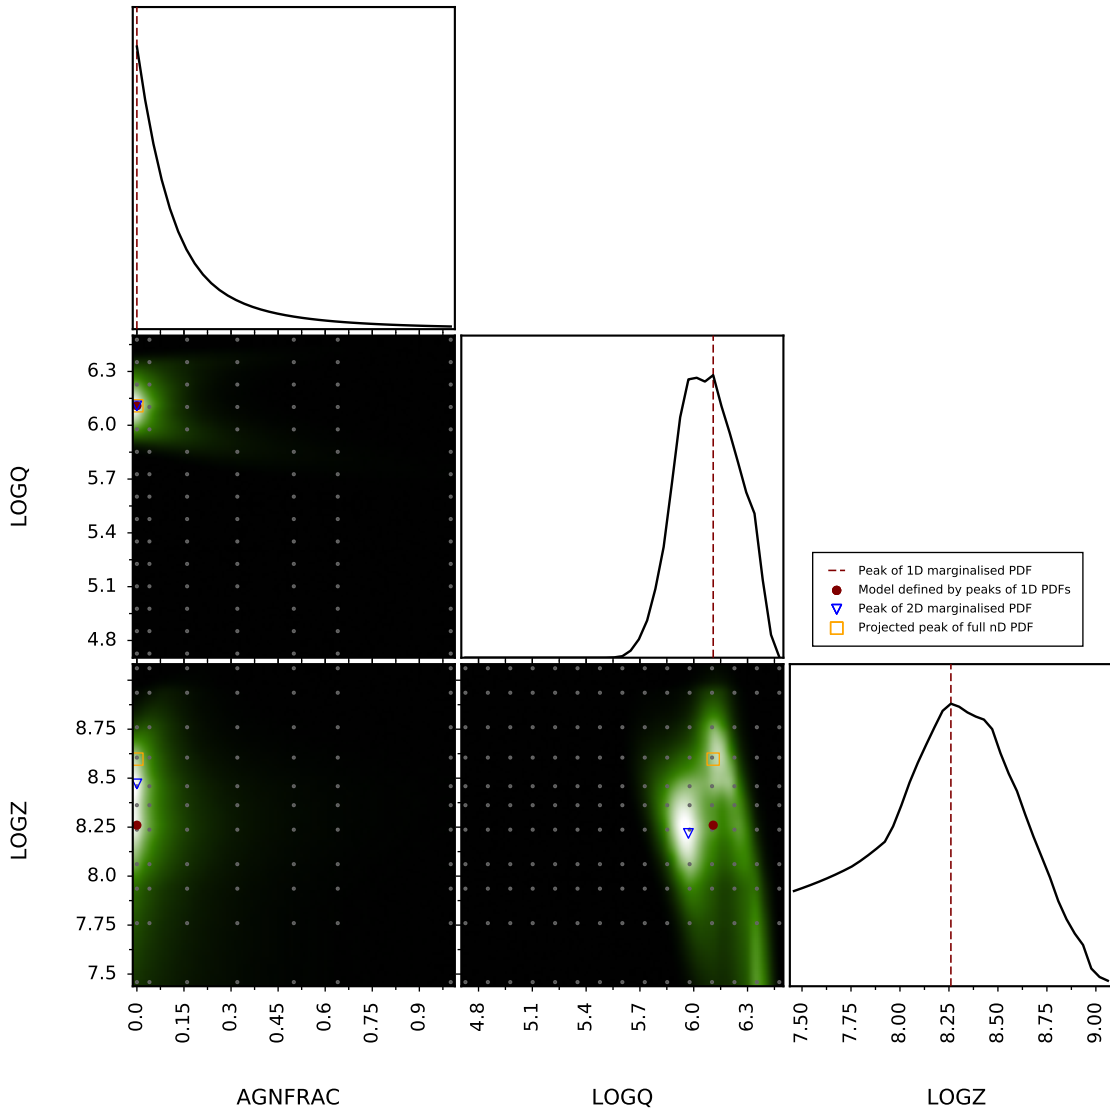 6.3
6.0
5.7
5.4
5.1
4.8
LOGQ
Peak of 1D marginalised PDF
Model defined by peaks of 1D PDFs
Peak of 2D marginalised PDF
Projected peak of full nD PDF
8.75
8.5
8.25
8.0
7.75
7.5
LOGZ
0.0 0.15 0.3 0.45 0.6 0.75 0.9
4.8 5.1 5.4 5.7 6.0 6.3
7.50 7.75 8.00 8.25 8.50 8.75 9.00
AGNFRAC LOGQ LOGZ